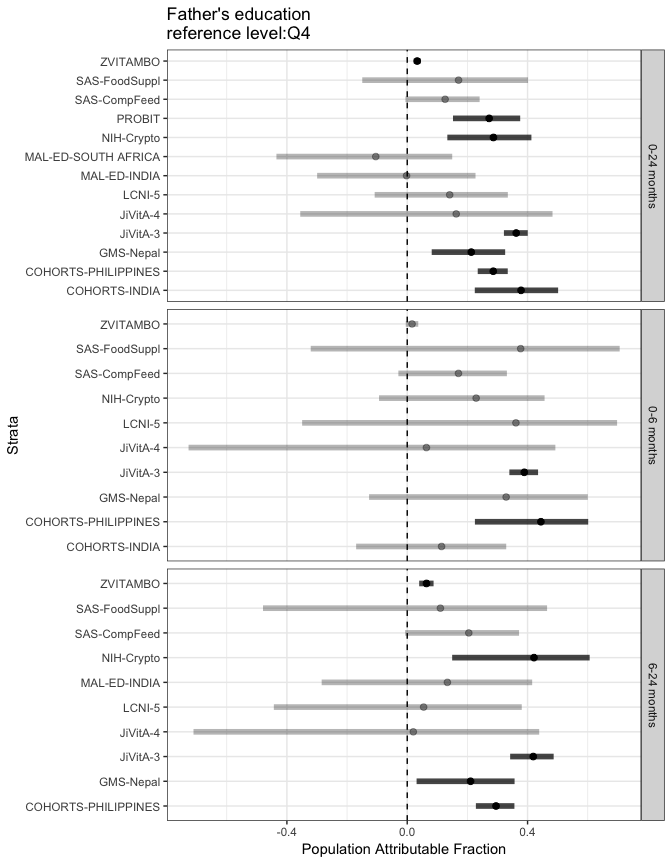 Father's education
reference level:Q4
ZVITAMBO
SAS-FoodSuppl
SAS-CompFeed
PROBIT
NIH-Crypto
MAL-ED-SOUTH AFRICA
MAL-ED-INDIA
LCNI-5
JiVitA-4
JiVitA-3
GMS-Nepal
COHORTS-PHILIPPINES
COHORTS-INDIA
0-24 months
ZVITAMBO
SAS-FoodSuppl
SAS-CompFeed
NIH-Crypto
LCNI-5
JiVitA-4
JiVitA-3
GMS-Nepal
COHORTS-PHILIPPINES
COHORTS-INDIA
0-6 months
ZVITAMBO
SAS-FoodSuppl
SAS-CompFeed
NIH-Crypto
MAL-ED-INDIA
LCNI-5
JiVitA-4
JiVitA-3
GMS-Nepal
COHORTS-PHILIPPINES
6-24 months
Strata
-0.4 0.0 0.4
Population Attributable Fraction